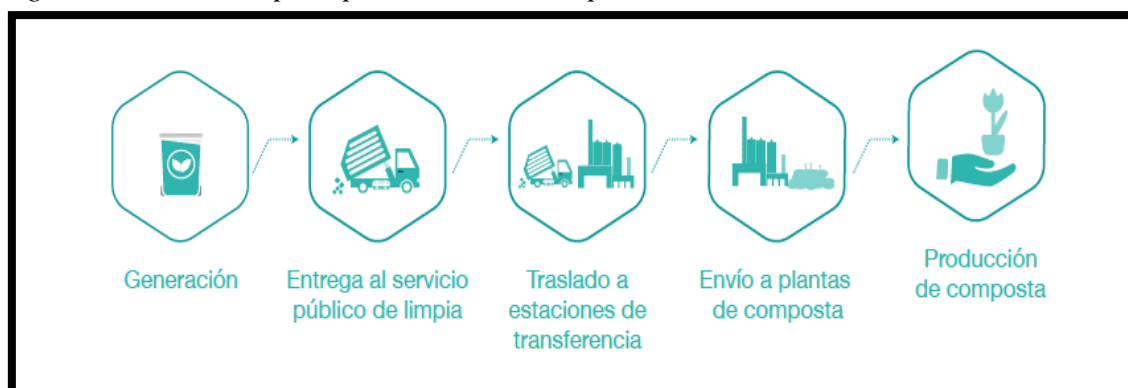 Generación
Entrega al servicio
público de limpia
Traslado a
estaciones de
transferencia
Envío a plantas
de composta
Producción
de composta